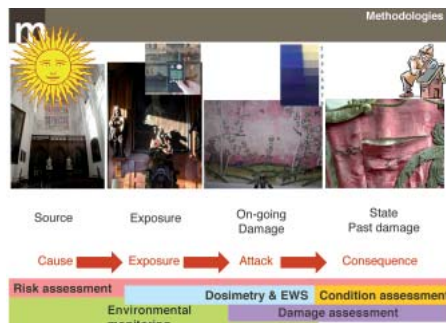 Methodologies
m
Source
Exposure
On-going
Damage
State
Past damage
Cause
Exposure
Attack
Consequence
Risk assessment
Dosimetry & EWS
Condition assessment
Environmental
monitoring
Damage assessment